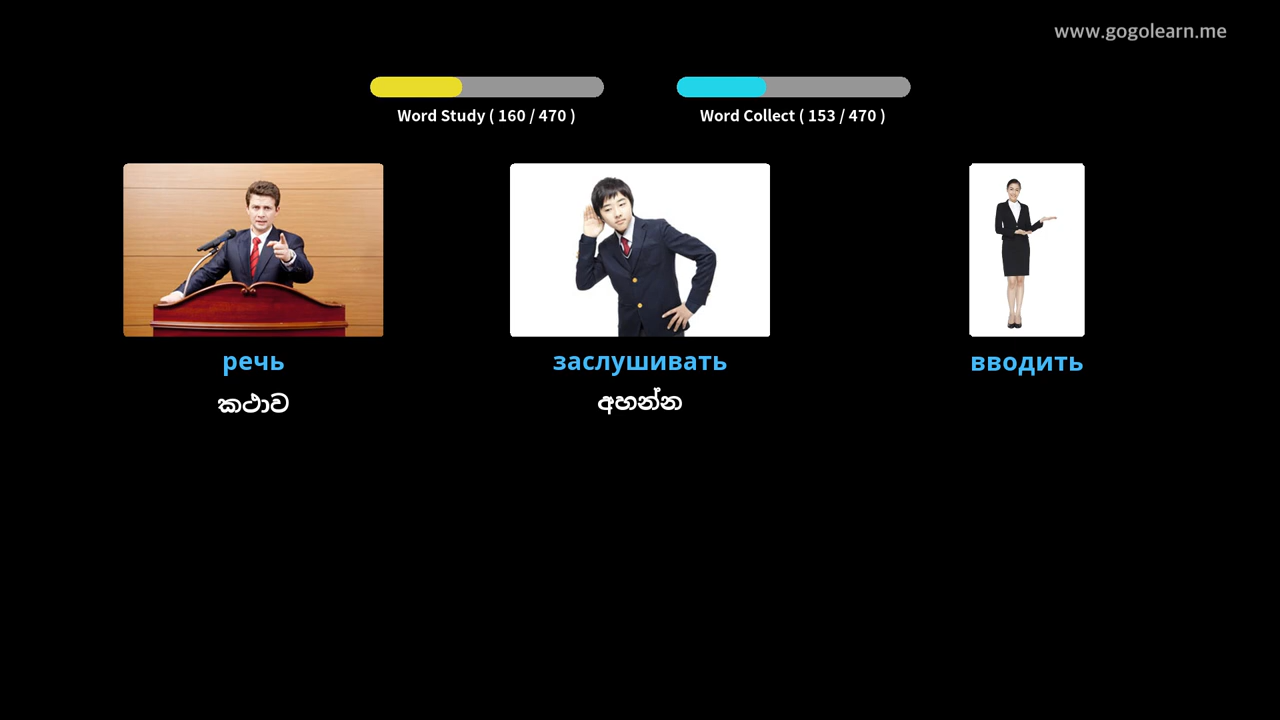 www.gogolearn.me
Word Study ( 160 / 470 )
Word Collect ( 153 / 470 )
речь
заслушивать
вводить
කථාව
අහන්න